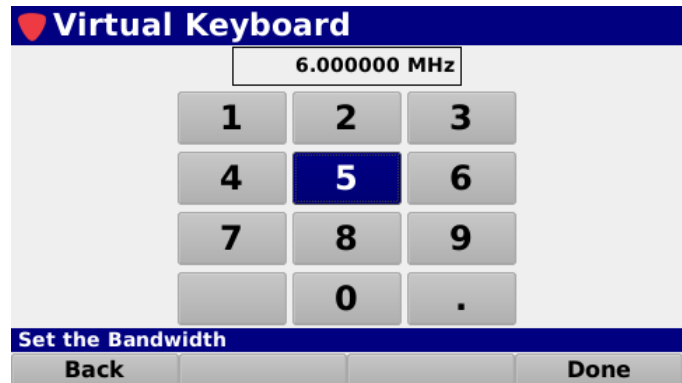 Virtual Keyboard
6.000000 MHz
1 2 3
4 5 6
7 8 9
0 .
Set the Bandwidth
Back Done